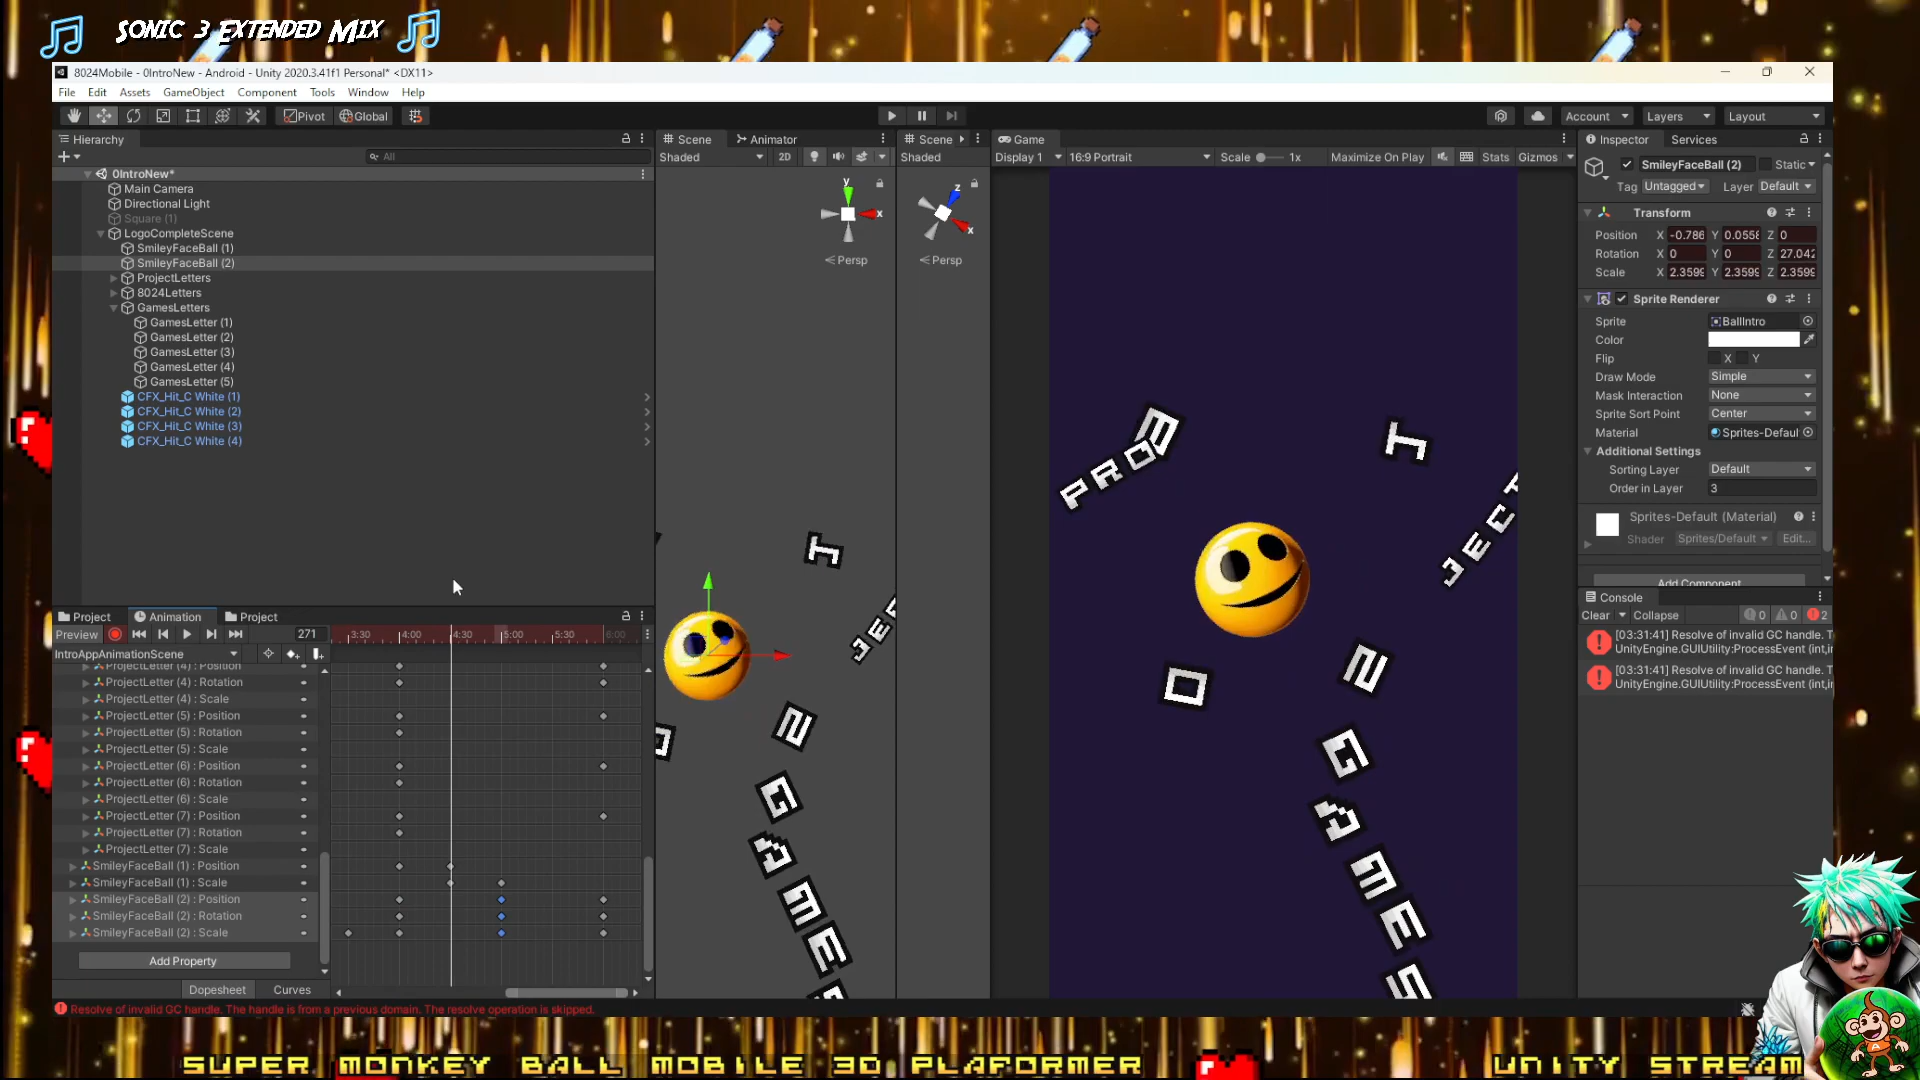 Sonic 3 Extended Mix
8024Mobile - 0IntroNew - Android - Unity 2020.3.41f1 Personal* <DX11>
File Edit Assets GameObject Component Tools Window Help
Pivot Global
Account Layers Layout
Hierarchy
All
0IntroNew*
Main Camera
Directional Light
Square (1)
LogoCompleteScene
SmileyFaceBall (1)
SmileyFaceBall (2)
ProjectLetters
8024Letters
GamesLetters
GamesLetter (1)
GamesLetter (2)
GamesLetter (3)
GamesLetter (4)
GamesLetter (5)
CFX_Hit_C White (1)
CFX_Hit_C White (2)
CFX_Hit_C White (3)
CFX_Hit_C White (4)
Scene Animator
Shaded 2D
y
x
Persp
Scene
Shaded
z
x
Persp
Game
Display 1 16:9 Portrait Scale 1x Maximize On Play Stats Gizmos
Inspector Services
SmileyFaceBall (2) Static
Tag Untagged Layer Default
Transform
Position X -0.786 Y 0.0558 Z 0
Rotation X 0 Y 0 Z 27.042
Scale X 2.3599 Y 2.3599 Z 2.3599
Sprite Renderer
Sprite BallIntro
Color
Flip X Y
Draw Mode Simple
Mask Interaction None
Sprite Sort Point Center
Material Sprites-Defaul
Additional Settings
Sorting Layer Default
Order in Layer 3
Sprites-Default (Material)
Shader Sprites/Default Edit...
Add Component
Console
Clear Collapse 0 0 2
[03:31:41] Resolve of invalid GC handle. T
UnityEngine.GUIUtility:ProcessEvent (int,i
[03:31:41] Resolve of invalid GC handle. T
UnityEngine.GUIUtility:ProcessEvent (int,i
Project Animation Project
Preview 271 3:30 4:00 4:30 5:00 5:30 6:00
IntroAppAnimationScene
ProjectLetter (4) : Position
ProjectLetter (4) : Rotation
ProjectLetter (4) : Scale
ProjectLetter (5) : Position
ProjectLetter (5) : Rotation
ProjectLetter (5) : Scale
ProjectLetter (6) : Position
ProjectLetter (6) : Rotation
ProjectLetter (6) : Scale
ProjectLetter (7) : Position
ProjectLetter (7) : Rotation
ProjectLetter (7) : Scale
SmileyFaceBall (1) : Position
SmileyFaceBall (1) : Scale
SmileyFaceBall (2) : Position
SmileyFaceBall (2) : Rotation
SmileyFaceBall (2) : Scale
Add Property
Dopesheet Curves
Resolve of invalid GC handle. The handle is from a previous domain. The resolve operation is skipped.
PRO
JECT
GAMES
SUPER MONKEY BALL MOBILE 3D PLAFORMER
UNITY STREAM